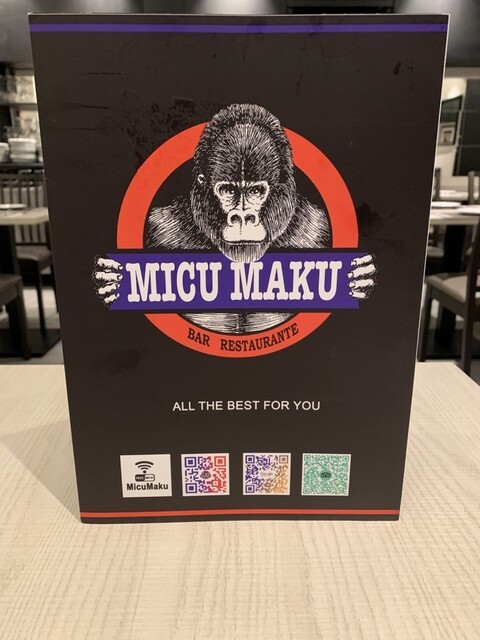 MICU MAKU
BAR RESTAURANTE
ALL THE BEST FOR YOU
MicuMaku